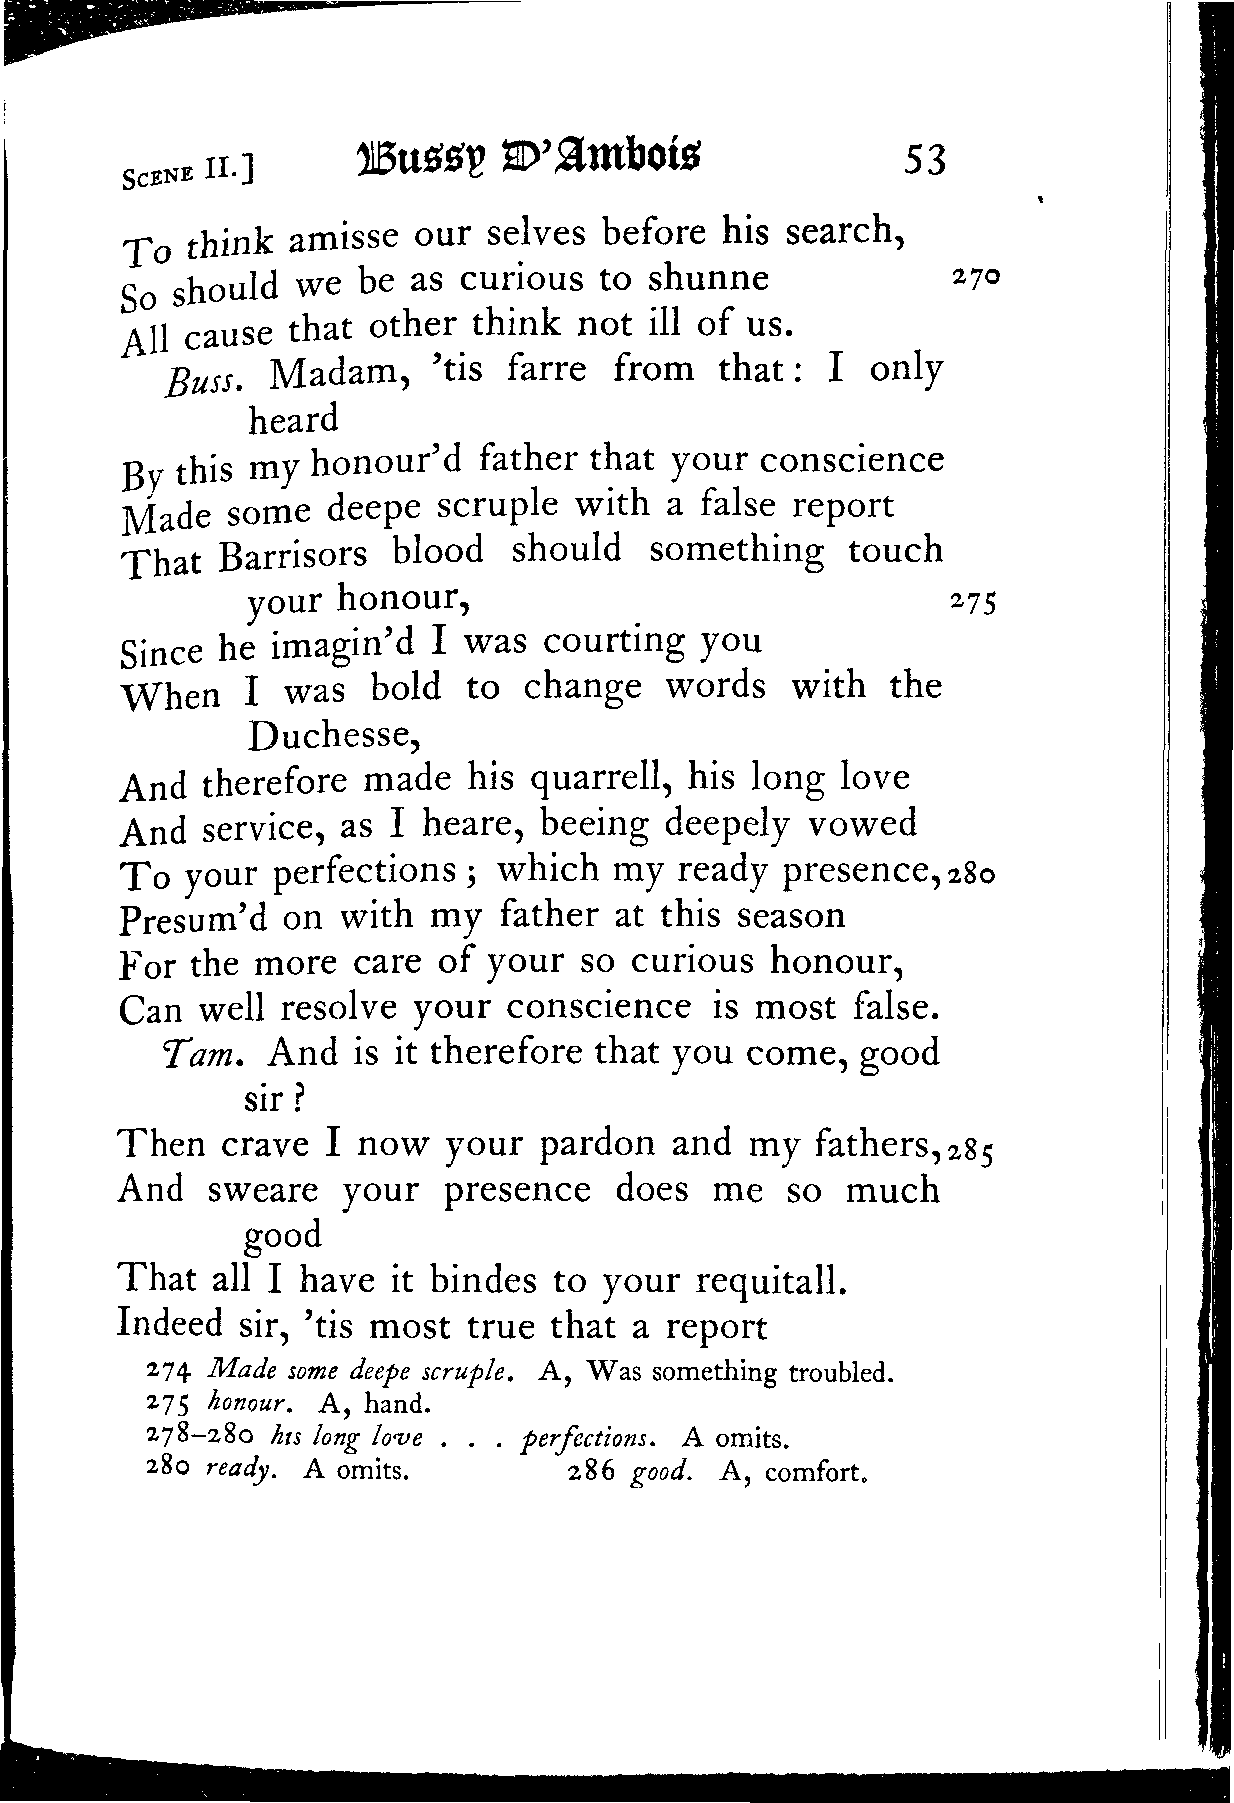 SCENE II.] Bussy D'Ambois 53
To think amisse our selves before his search,
So should we be as curious to shunne 270
All cause that other think not ill of us.
Buss. Madam, 'tis farre from that : I only
heard
By this my honour'd father that your conscience
Made some deepe scruple with a false report
That Barrisors blood should something touch
your honour, 275
Since he imagin'd I was courting you
When I was bold to change words with the
Duchesse,
And therefore made his quarrell, his long love
And service, as I heare, beeing deepely vowed
To your perfections ; which my ready presence, 280
Presum'd on with my father at this season
For the more care of your so curious honour,
Can well resolve your conscience is most false.
Tam. And is it therefore that you come, good
sir ?
Then crave I now your pardon and my fathers, 285
And sweare your presence does me so much
good
That all I have it bindes to your requitall.
Indeed sir, 'tis most true that a report
274 Made some deepe scruple. A, Was something troubled.
275 honour. A, hand.
278–280 his long love . . . perfections. A omits.
280 ready. A omits. 286 good. A, comfort.